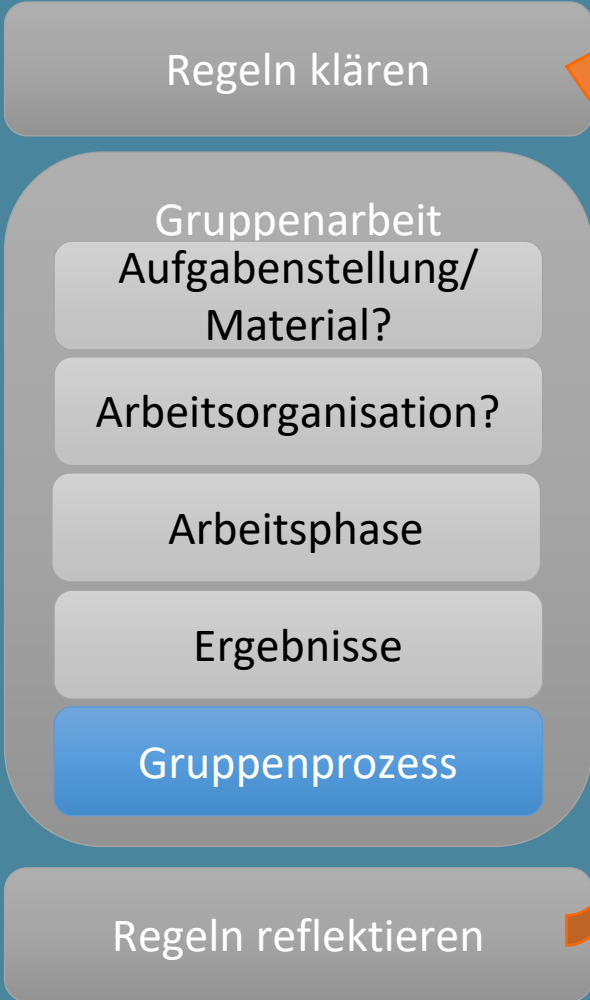 Regeln klären
Gruppenarbeit
Aufgabenstellung/
Material?
Arbeitsorganisation?
Arbeitsphase
Ergebnisse
Gruppenprozess
Regeln reflektieren